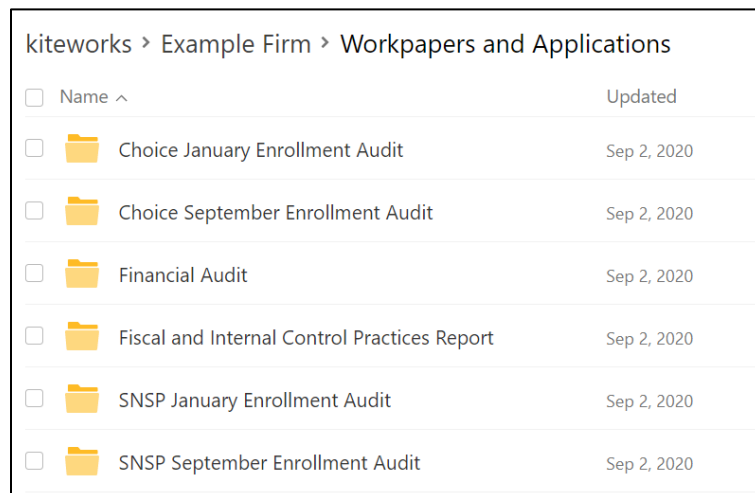 kiteworks > Example Firm > Workpapers and Applications
Name Updated
Choice January Enrollment Audit Sep 2, 2020
Choice September Enrollment Audit Sep 2, 2020
Financial Audit Sep 2, 2020
Fiscal and Internal Control Practices Report Sep 2, 2020
SNSP January Enrollment Audit Sep 2, 2020
SNSP September Enrollment Audit Sep 2, 2020